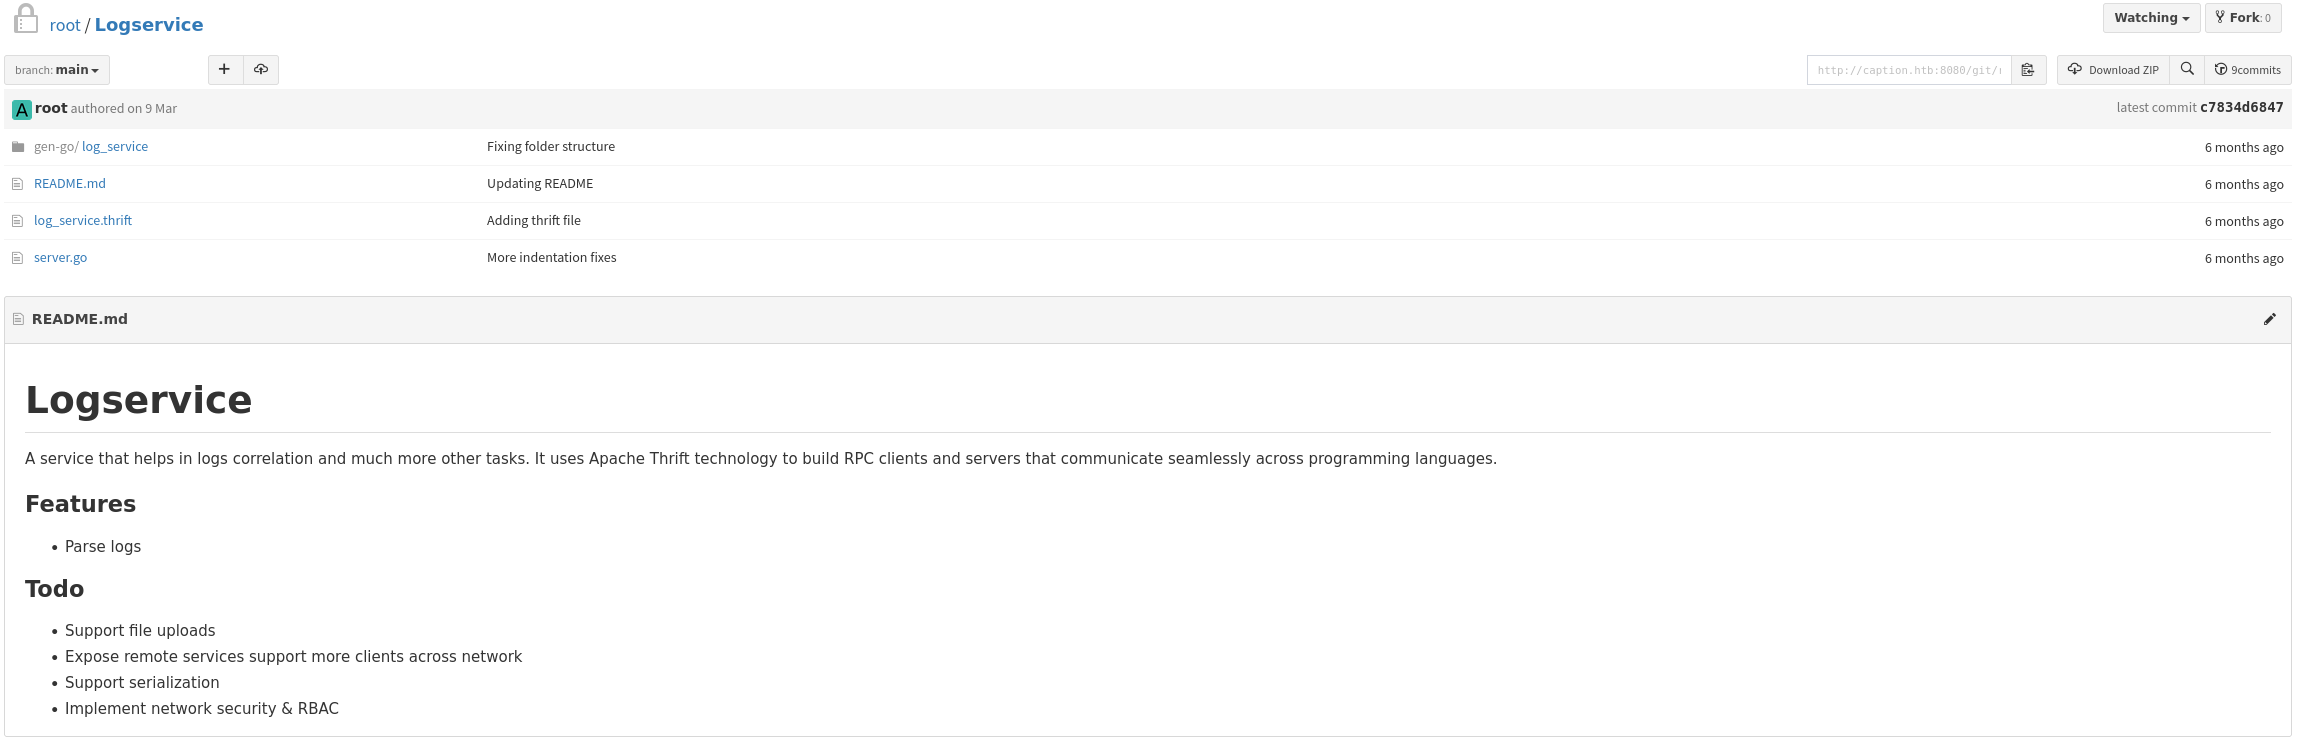 root / Logservice
Watching
Fork: 0
branch: main
http://caption.htb:8080/git/
Download ZIP
9commits
A root authored on 9 Mar
latest commit c7834d6847
gen-go/ log_service Fixing folder structure 6 months ago
README.md Updating README 6 months ago
log_service.thrift Adding thrift file 6 months ago
server.go More indentation fixes 6 months ago
README.md
Logservice
A service that helps in logs correlation and much more other tasks. It uses Apache Thrift technology to build RPC clients and servers that communicate seamlessly across programming languages.
Features
• Parse logs
Todo
• Support file uploads
• Expose remote services support more clients across network
• Support serialization
• Implement network security & RBAC